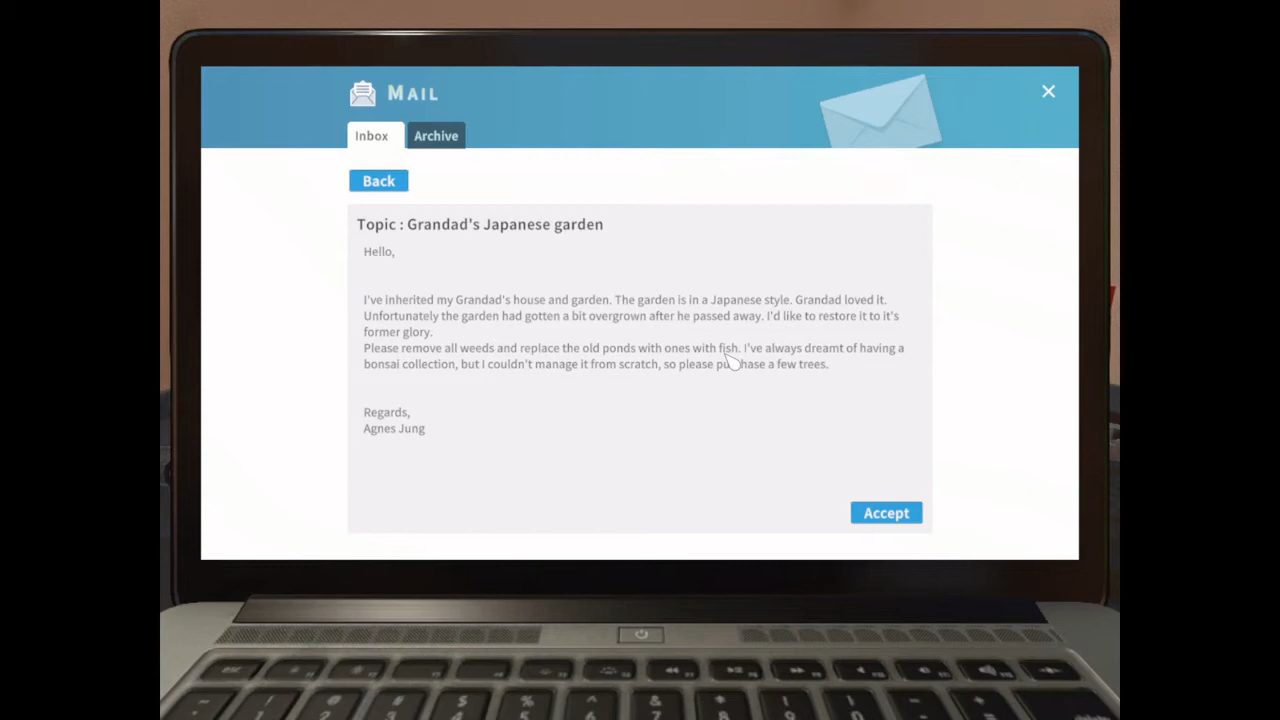 MAIL
Inbox
Archive
Back
Topic : Grandad's Japanese garden
Hello,
I've inherited my Grandad's house and garden. The garden is in a Japanese style. Grandad loved it.
Unfortunately the garden had gotten a bit overgrown after he passed away. I'd like to restore it to it's
former glory.
Please remove all weeds and replace the old ponds with ones with fish. I've always dreamt of having a
bonsai collection, but I couldn't manage it from scratch, so please purchase a few trees.
Regards,
Agnes Jung
Accept